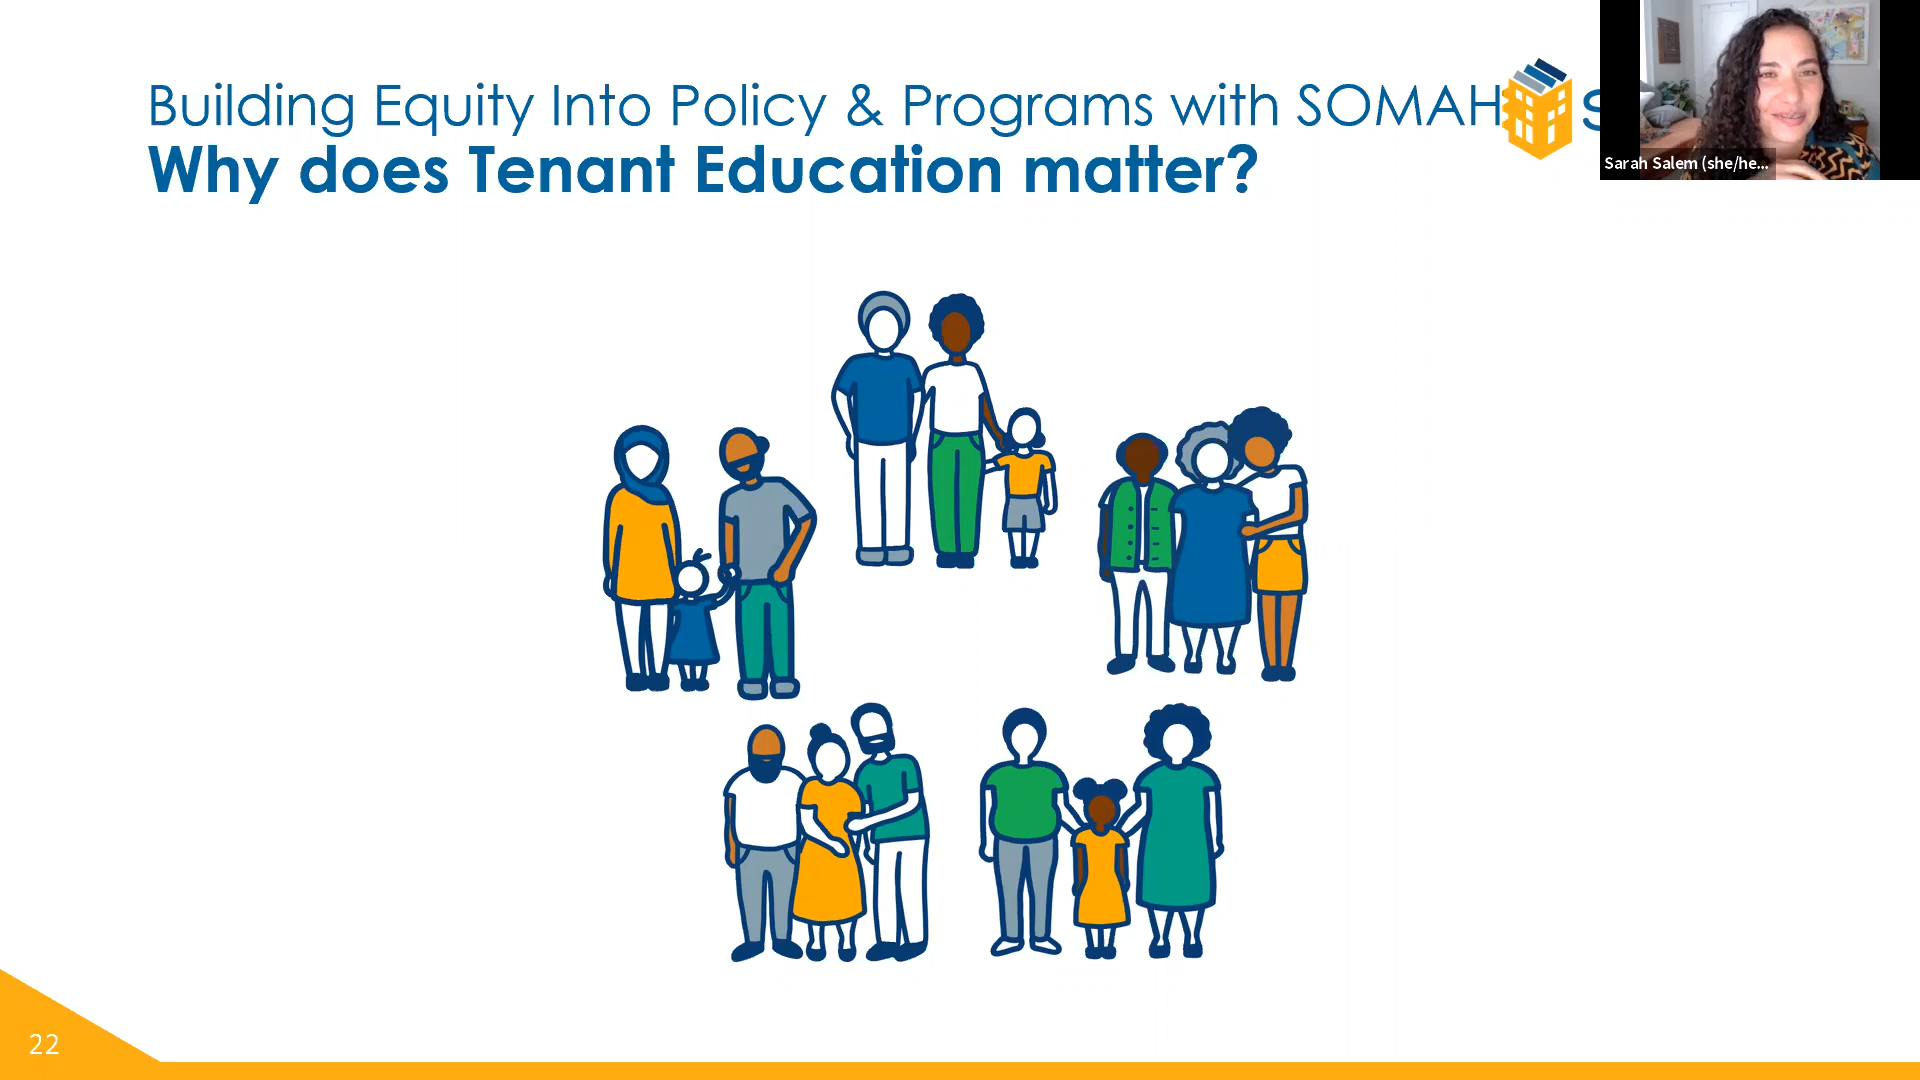 Building Equity Into Policy & Programs with SOMAH
Why does Tenant Education matter?
Sarah Salem (she/he...
22